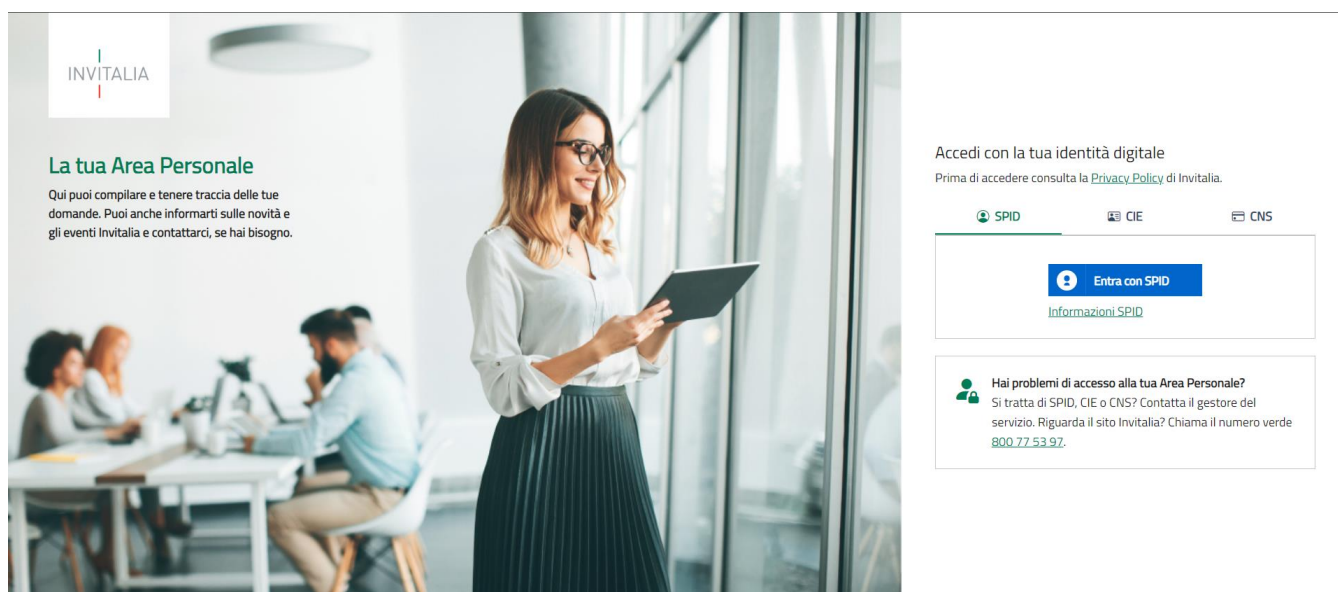 INVITALIA
La tua Area Personale
Qui puoi compilare e tenere traccia delle tue
domande. Puoi anche informarti sulle novità e
gli eventi Invitalia e contattarci, se hai bisogno.
Accedi con la tua identità digitale
Prima di accedere consulta la Privacy Policy di Invitalia.
SPID CIE CNS
Entra con SPID
Informazioni SPID
Hai problemi di accesso alla tua Area Personale?
Si tratta di SPID, CIE o CNS? Contatta il gestore del
servizio. Riguarda il sito Invitalia? Chiama il numero verde
800 77 53 97.